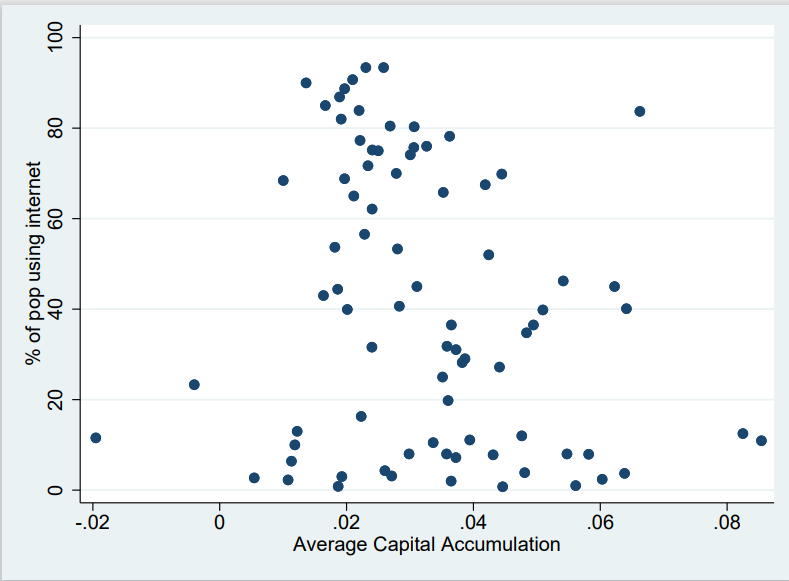 100
80
60
40
20
0
% of pop using internet
-.02 0 .02 .04 .06 .08
Average Capital Accumulation